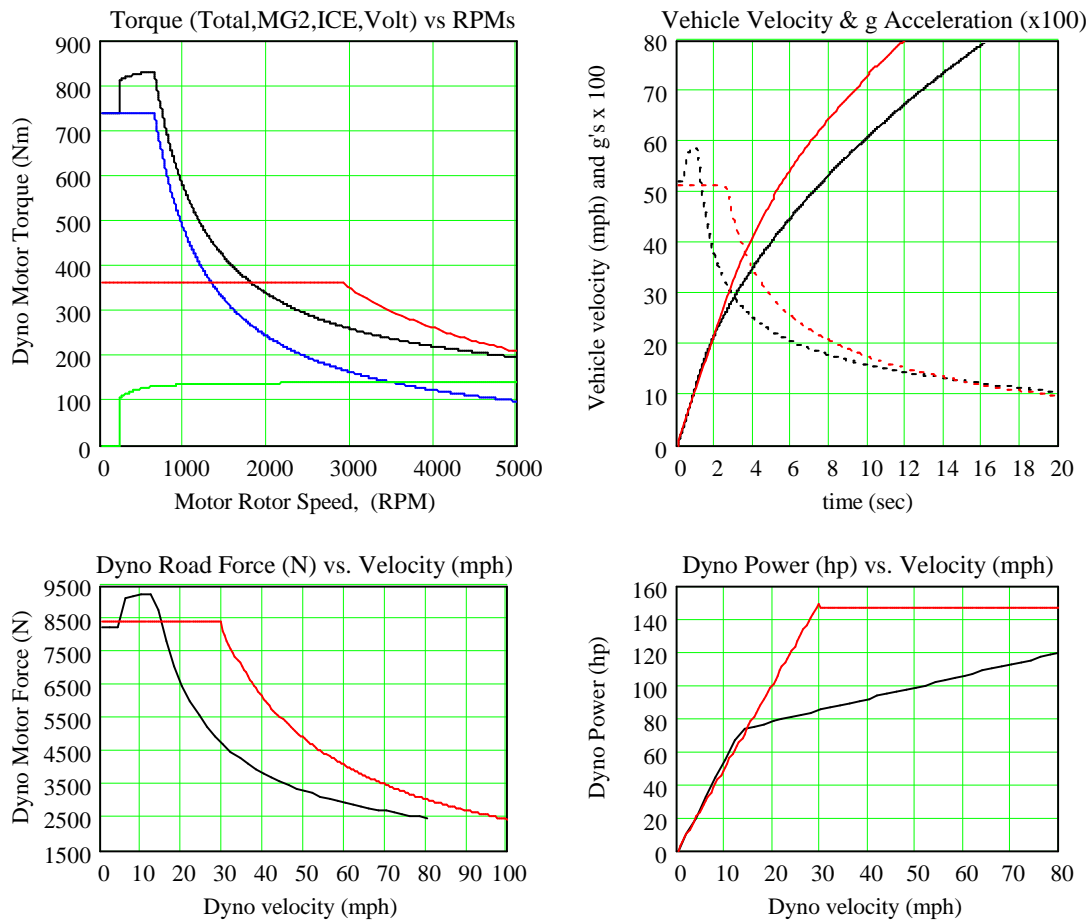 Torque (Total,MG2,ICE,Volt) vs RPMs
900
800
700
600
500
400
300
200
100
0
Dyno Motor Torque (Nm)
0 1000 2000 3000 4000 5000
Motor Rotor Speed, (RPM)
Vehicle Velocity & g Acceleration (x100)
80
70
60
50
40
30
20
10
0
Vehicle velocity (mph) and g's x 100
0 2 4 6 8 10 12 14 16 18 20
time (sec)
Dyno Road Force (N) vs. Velocity (mph)
9500
8500
7500
6500
5500
4500
3500
2500
1500
Dyno Motor Force (N)
0 10 20 30 40 50 60 70 80 90 100
Dyno velocity (mph)
Dyno Power (hp) vs. Velocity (mph)
160
140
120
100
80
60
40
20
0
Dyno Power (hp)
0 10 20 30 40 50 60 70 80
Dyno velocity (mph)